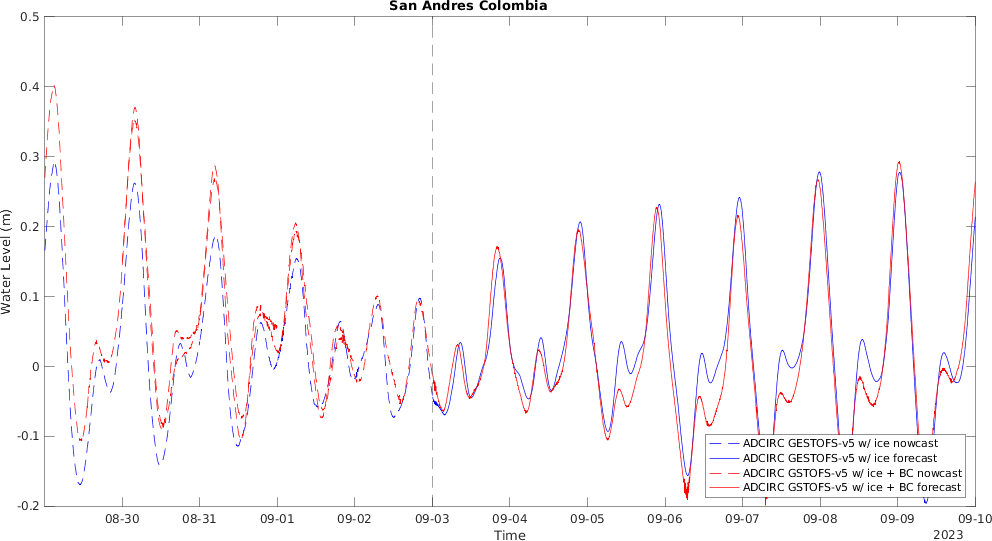 San Andres Colombia
0.5
0.4
0.3
0.2
0.1
0
-0.1
-0.2
Water Level (m)
ADCIRC GESTOFS-v5 w/ ice nowcast
ADCIRC GESTOFS-v5 w/ ice forecast
ADCIRC GSTOFS-v5 w/ ice + BC nowcast
ADCIRC GSTOFS-v5 w/ ice + BC forecast
08-30 08-31 09-01 09-02 09-03 09-04 09-05 09-06 09-07 09-08 09-09 09-10
Time
2023